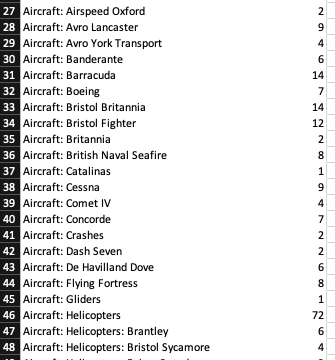 27 Aircraft: Airspeed Oxford 2
28 Aircraft: Avro Lancaster 9
29 Aircraft: Avro York Transport 4
30 Aircraft: Banderante 6
31 Aircraft: Barracuda 14
32 Aircraft: Boeing 7
33 Aircraft: Bristol Britannia 14
34 Aircraft: Bristol Fighter 12
35 Aircraft: Britannia 2
36 Aircraft: British Naval Seafire 8
37 Aircraft: Catalinas 1
38 Aircraft: Cessna 9
39 Aircraft: Comet IV 4
40 Aircraft: Concorde 7
41 Aircraft: Crashes 2
42 Aircraft: Dash Seven 2
43 Aircraft: De Havilland Dove 6
44 Aircraft: Flying Fortress 8
45 Aircraft: Gliders 1
46 Aircraft: Helicopters 72
47 Aircraft: Helicopters: Brantley 6
48 Aircraft: Helicopters: Bristol Sycamore 4